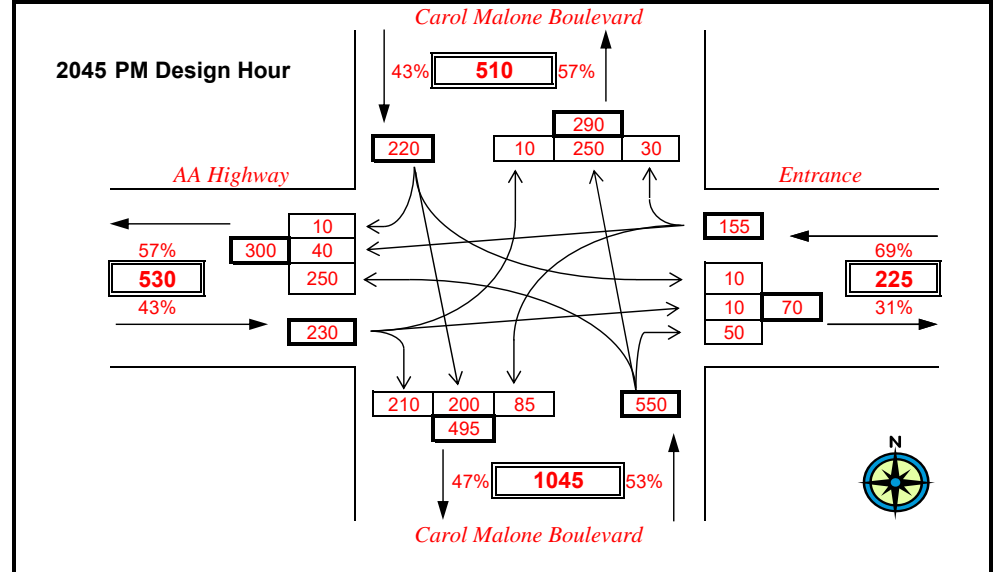 Carol Malone Boulevard
2045 PM Design Hour
43% 510 57%
290
220 10 250 30
AA Highway Entrance
10 155
57% 300 40 69%
530 250 10 225
43% 10 70 31%
230 50
210 200 85 550
495
N
47% 1045 53%
Carol Malone Boulevard